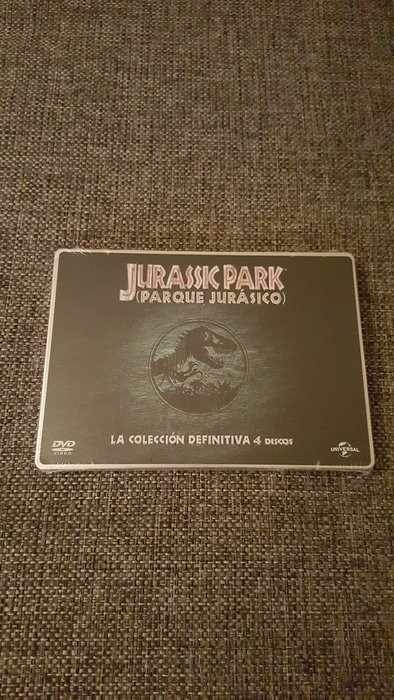 JURASSIC PARK
(PARQUE JURÁSICO)
LA COLECCIÓN DEFINITIVA 4 DISCOS
DVD
VIDEO
UNIVERSAL